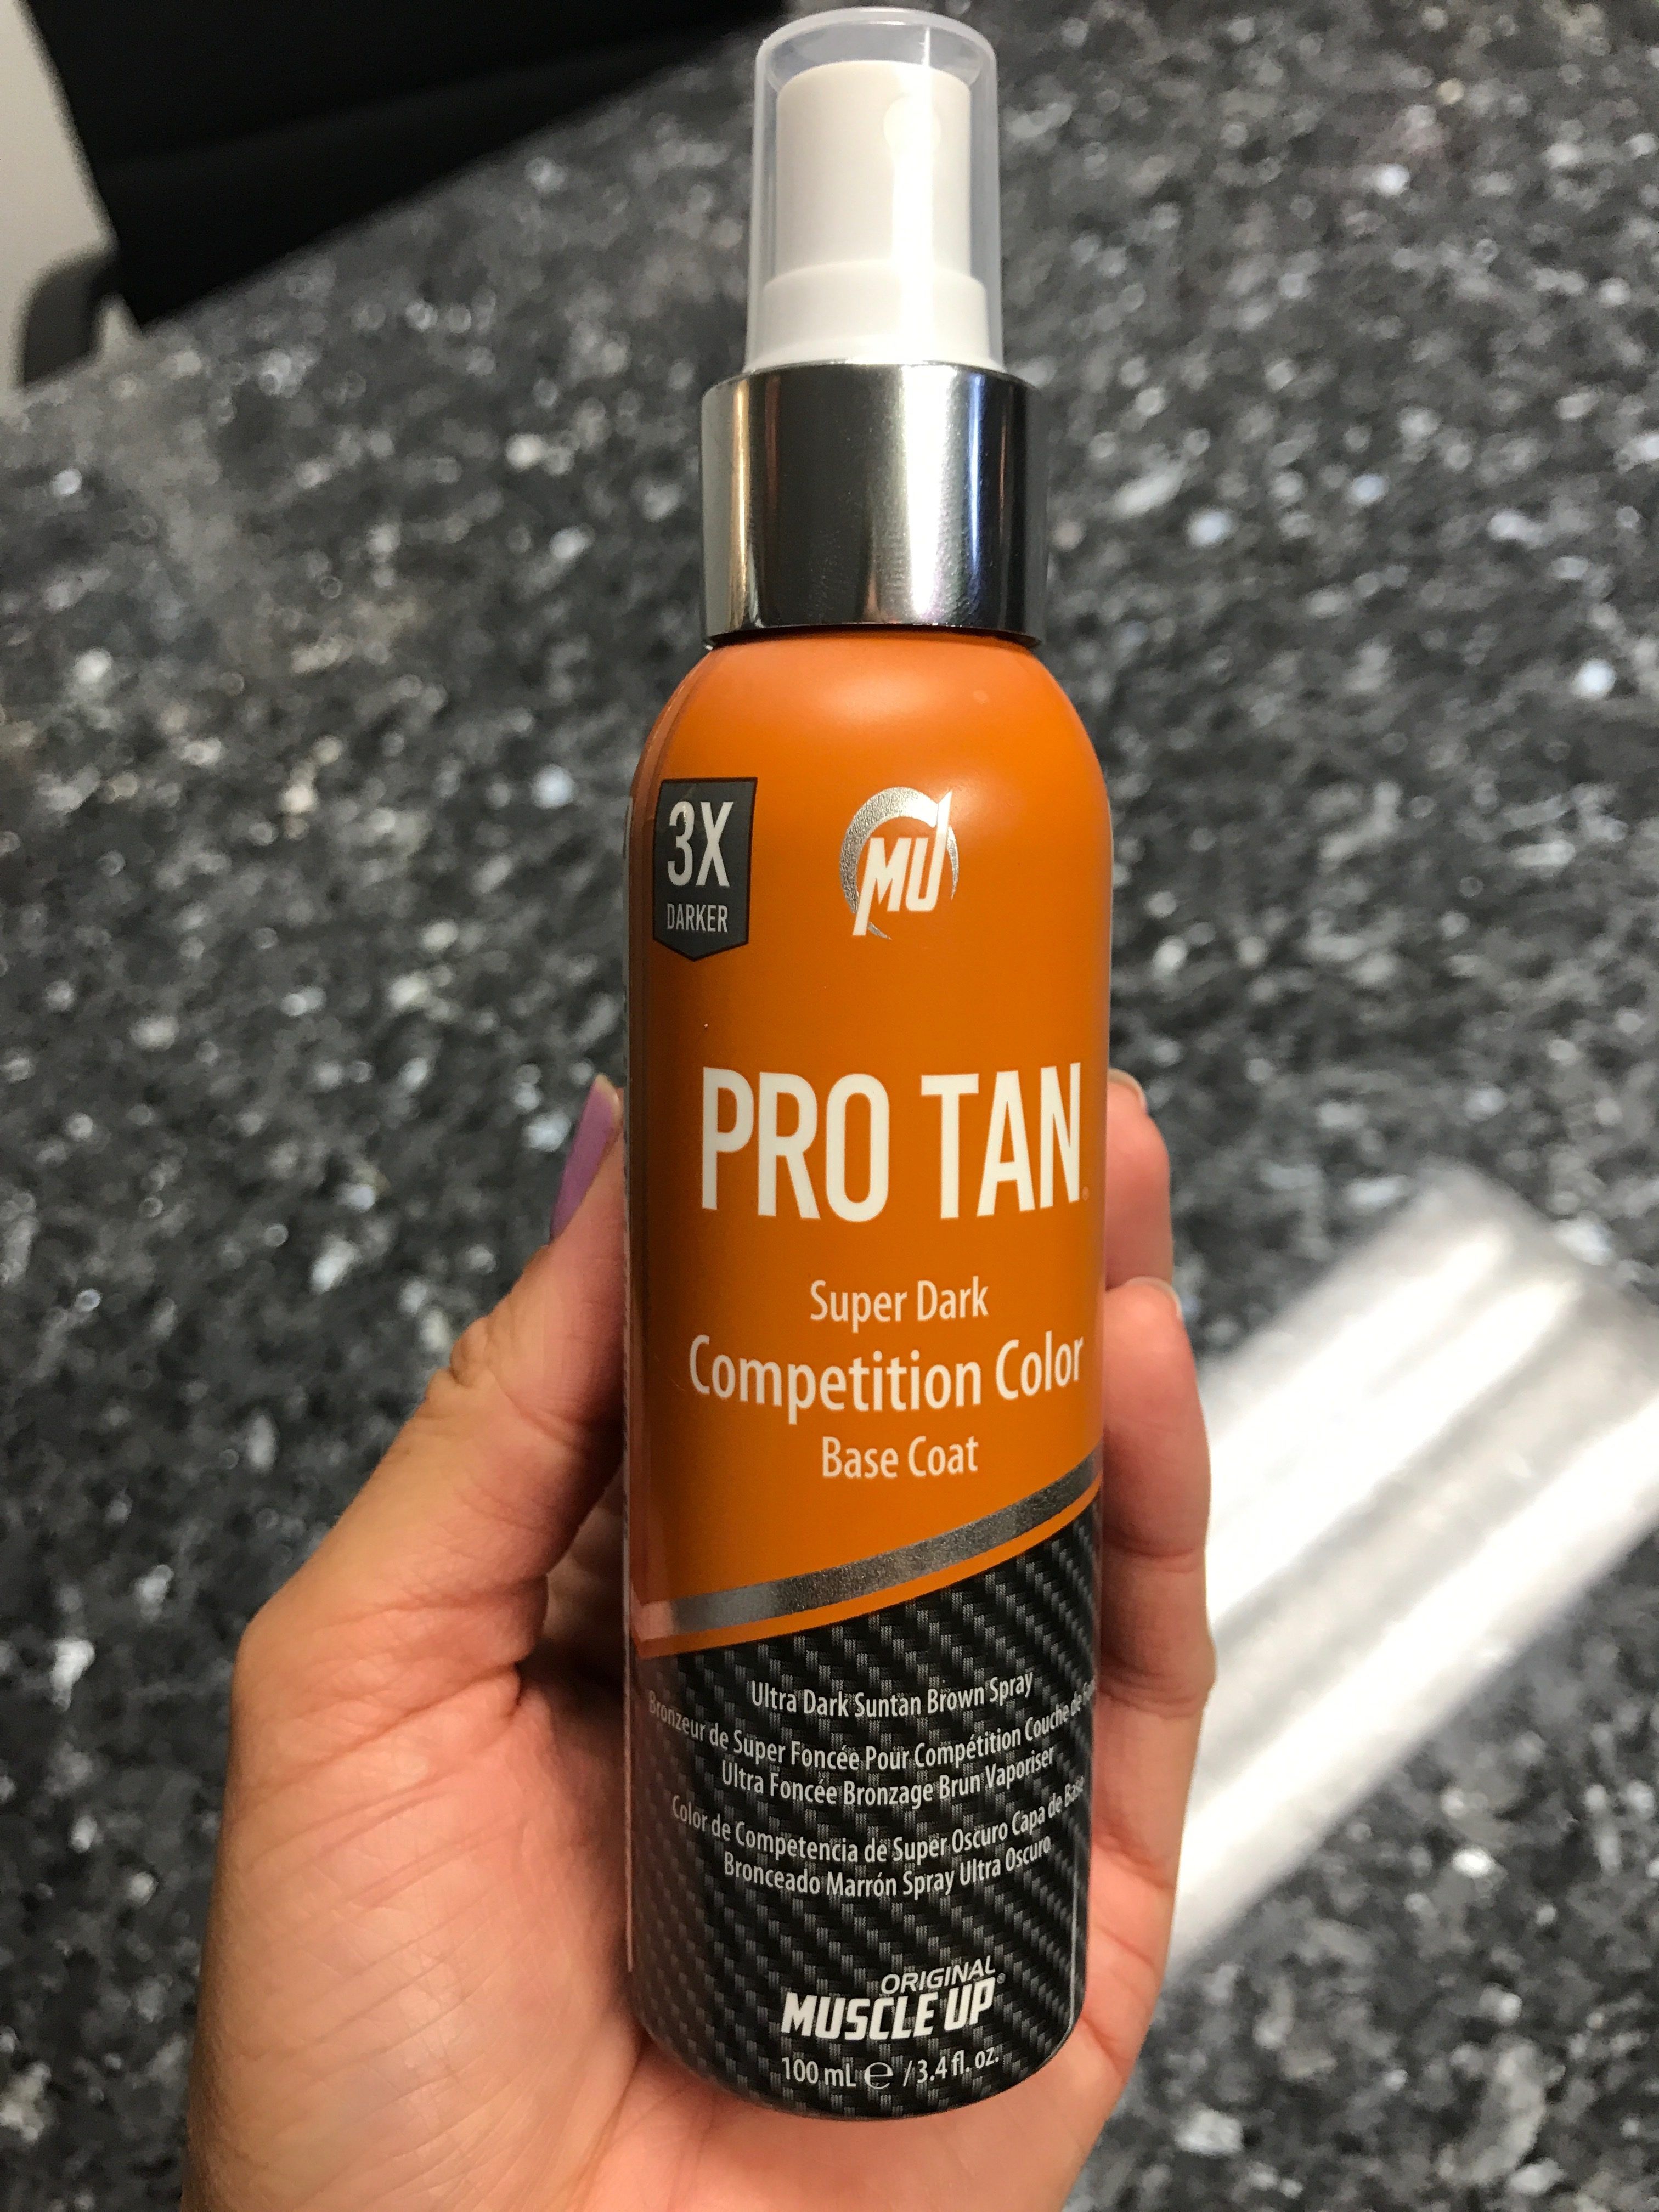 3X
DARKER
MU
PRO TAN®
Super Dark
Competition Color
Base Coat
Ultra Dark Suntan Brown Spray
Bronzeur de Super Foncée Pour Compétition Couche de
Ultra Foncée Bronzage Brun Vaporiser
Color de Competencia de Super Oscuro Capa de Base
Bronceado Marrón Spray Ultra Oscuro
ORIGINAL
MUSCLE UP®
100 mL ℮ / 3.4 fl. oz.